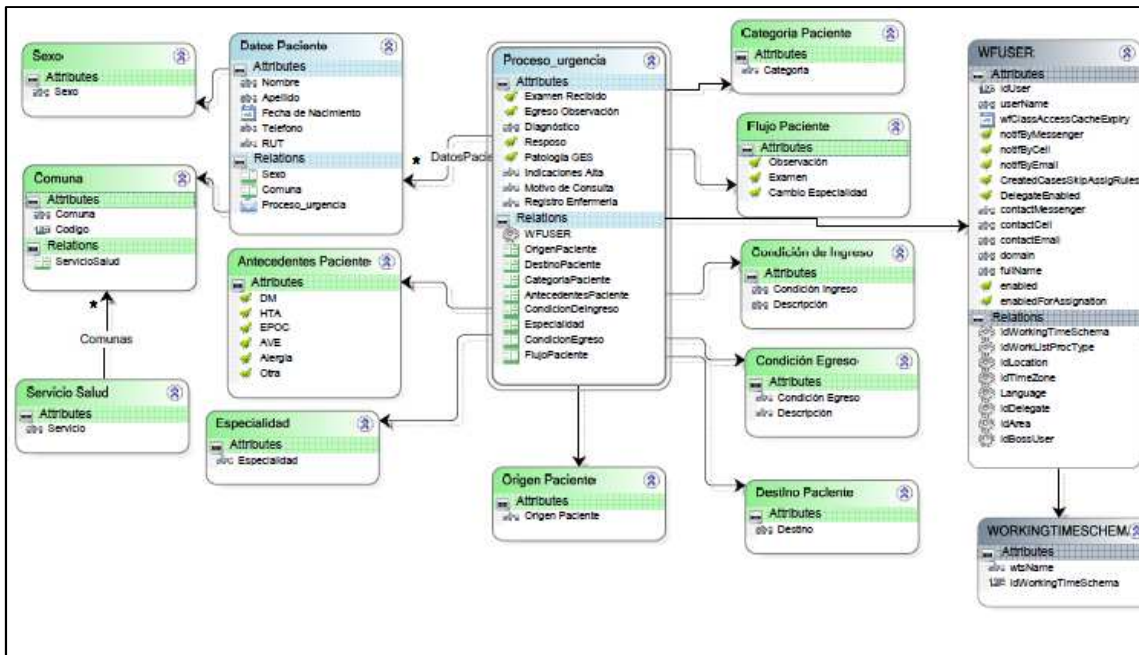 Sexo
Attributes
Sexo
Comuna
Attributes
Comuna
Codigo
Relations
ServicioSalud
*
Comunas
Servicio Salud
Attributes
Servicio
Datos Paciente
Attributes
Nombre
Apellido
Fecha de Nacimiento
Telefono
RUT
Relations
Sexo
Comuna
Proceso_urgencia
* DatosPacie
Antecedentes Paciente
Attributes
DM
HTA
EPOC
AVE
Alergia
Otra
Especialidad
Attributes
Especialidad
Proceso_urgencia
Attributes
Examen Recibido
Egreso Observación
Diagnóstico
Resposo
Patología GES
Indicaciones Alta
Motivo de Consulta
Registro Enfermeria
Relations
WFUSER
OrigenPaciente
DestinoPaciente
CategoriaPaciente
AntecedentesPaciente
CondicionDeIngreso
Especialidad
CondicionEgreso
FlujoPaciente
Origen Paciente
Attributes
Origen Paciente
Categoria Paciente
Attributes
Categoria
Flujo Paciente
Attributes
Observación
Examen
Cambio Especialidad
Condición de Ingreso
Attributes
Condición Ingreso
Descripción
Condición Egreso
Attributes
Condición Egreso
Descripción
Destino Paciente
Attributes
Destino
WFUSER
Attributes
idUser
userName
wfClassAccessCacheExpiry
notifByMessenger
notifByCell
notifByEmail
CreatedCasesSkipAssigRules
DelegateEnabled
contactMessenger
contactCell
contactEmail
domain
fullName
enabled
enabledForAssignation
Relations
idWorkingTimeSchema
idWorkListProcType
idLocation
idTimeZone
Language
idDelegate
idArea
idBossUser
WORKINGTIMESCHEMA
Attributes
wtsName
idWorkingTimeSchema